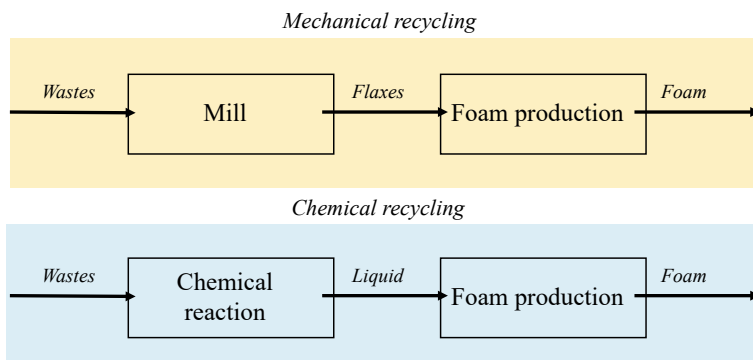 Mechanical recycling
Wastes
Mill
Flaxes
Foam production
Foam
Chemical recycling
Wastes
Chemical
reaction
Liquid
Foam production
Foam